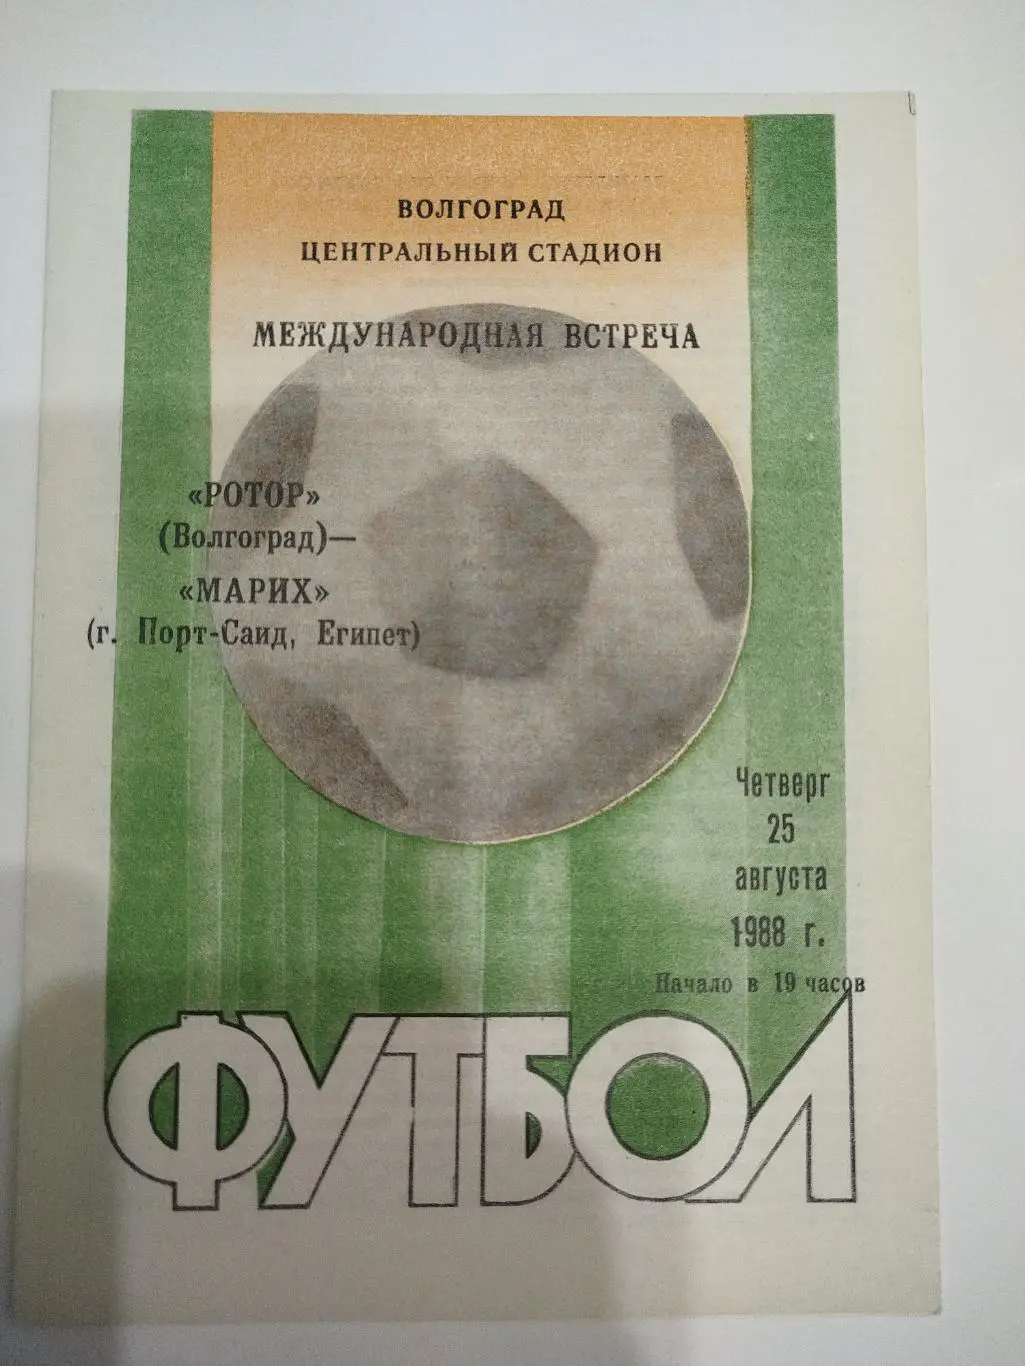 ВОЛГОГРАД
ЦЕНТРАЛЬНЫЙ СТАДИОН
МЕЖДУНАРОДНАЯ ВСТРЕЧА
«РОТОР»
(Волгоград)—
«МАРИХ»
(г. Порт-Саид, Египет)
Четверг
25
августа
1988 г.
Начало в 19 часов
ФУТБОЛ